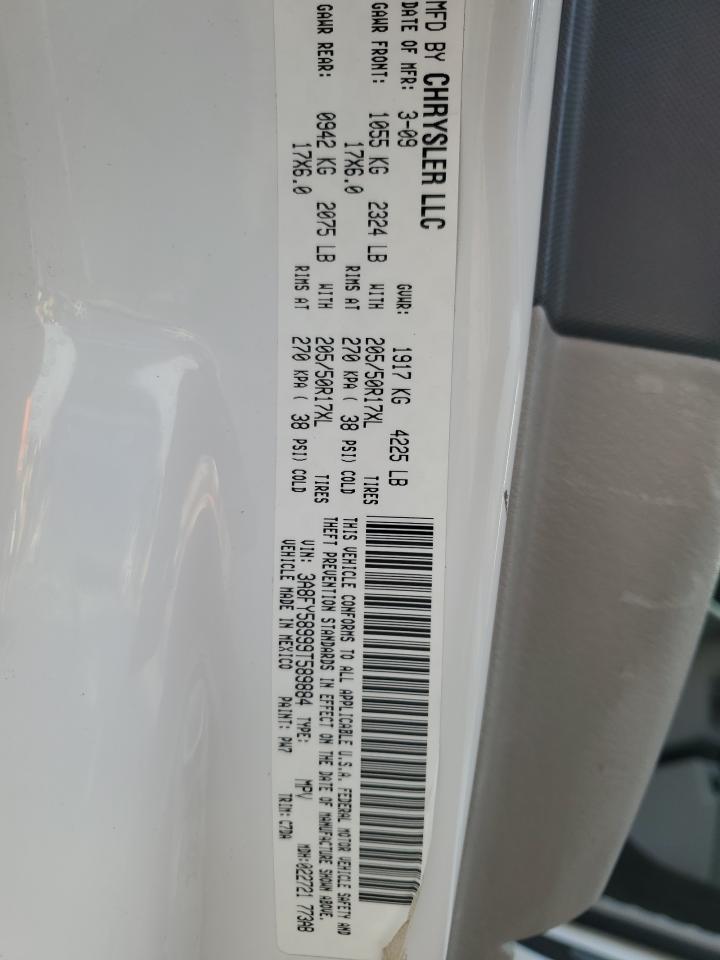 MFD BY CHRYSLER LLC
DATE OF MFR: 3-09 GVWR: 1917 KG 4225 LB
GAWR FRONT: 1055 KG 2324 LB WITH 205/50R17XL TIRES
17X6.0 RIMS AT 270 KPA ( 38 PSI) COLD
GAWR REAR: 0942 KG 2075 LB WITH 205/50R17XL TIRES
17X6.0 RIMS AT 270 KPA ( 38 PSI) COLD
THIS VEHICLE CONFORMS TO ALL APPLICABLE U.S.A. FEDERAL MOTOR VEHICLE SAFETY AND
THEFT PREVENTION STANDARDS IN EFFECT ON THE DATE OF MANUFACTURE SHOWN ABOVE.
VIN: 3A8FY58999T589884 TYPE: MPV MDH:022721 773AB
VEHICLE MADE IN MEXICO PAINT: PW7 TRIM: C7DA